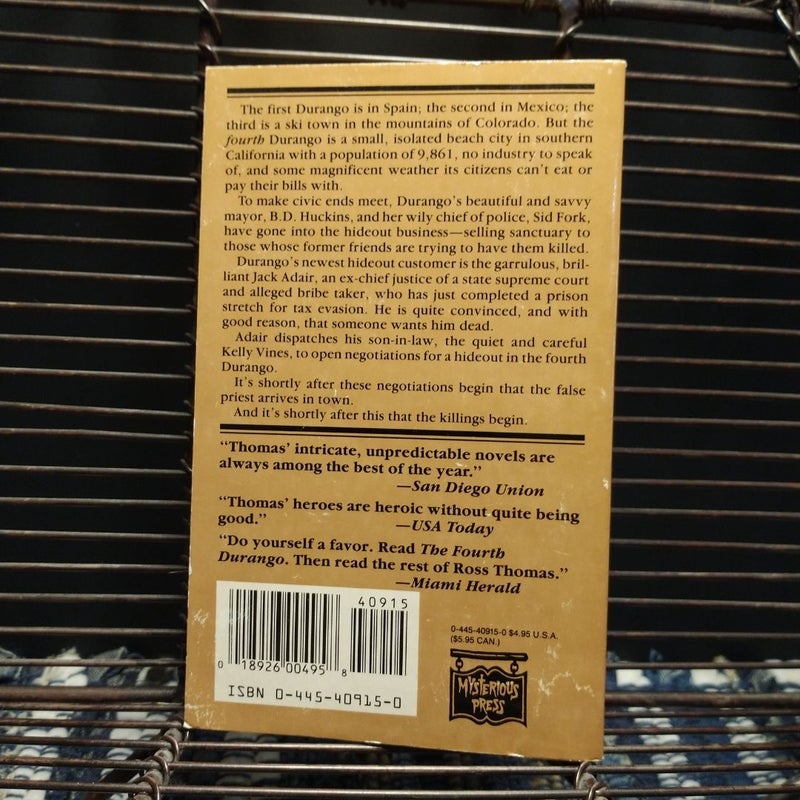 The first Durango is in Spain; the second in Mexico; the
third is a ski town in the mountains of Colorado. But the
fourth Durango is a small, isolated beach city in southern
California with a population of 9,861, no industry to speak
of, and some magnificent weather its citizens can't eat or
pay their bills with.
To make civic ends meet, Durango's beautiful and savvy
mayor, B.D. Huckins, and her wily chief of police, Sid Fork,
have gone into the hideout business—selling sanctuary to
those whose former friends are trying to have them killed.
Durango's newest hideout customer is the garrulous, bril-
liant Jack Adair, an ex-chief justice of a state supreme court
and alleged bribe taker, who has just completed a prison
stretch for tax evasion. He is quite convinced, and with
good reason, that someone wants him dead.
Adair dispatches his son-in-law, the quiet and careful
Kelly Vines, to open negotiations for a hideout in the fourth
Durango.
It's shortly after these negotiations begin that the false
priest arrives in town.
And it's shortly after this that the killings begin.
"Thomas' intricate, unpredictable novels are
always among the best of the year."
—San Diego Union
"Thomas' heroes are heroic without quite being
good." —USA Today
"Do yourself a favor. Read The Fourth
Durango. Then read the rest of Ross Thomas."
—Miami Herald
40915
0 18926 00495 8
ISBN 0-445-40915-0
0-445-40915-0 $4.95 U.S.A.
($5.95 CAN.)
MYSTERIOUS
PRESS